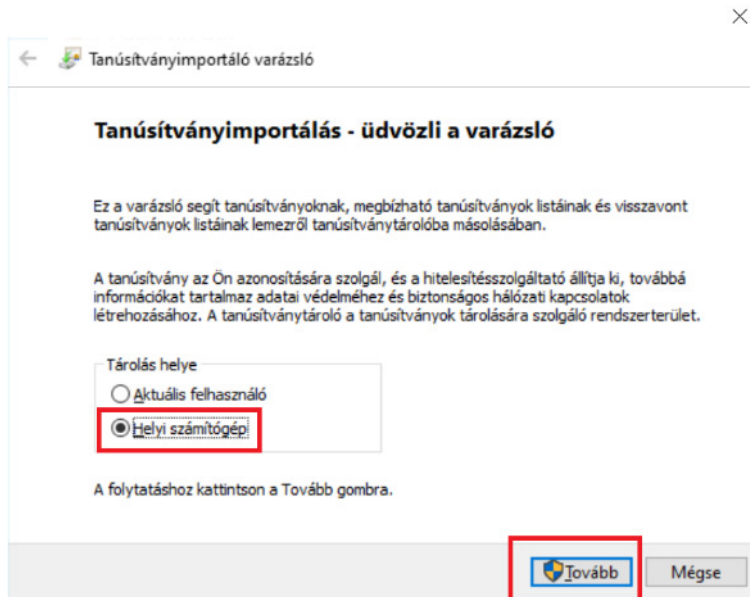 Tanúsítványimportáló varázsló
Tanúsítványimportálás - üdvözli a varázsló
Ez a varázsló segít tanúsítványoknak, megbízható tanúsítványok listáinak és visszavont
tanúsítványok listáinak lemezről tanúsítványtárolóba másolásában.
A tanúsítvány az Ön azonosítására szolgál, és a hitelesítésszolgáltató állítja ki, továbbá
információkat tartalmaz adatai védelméhez és biztonságos hálózati kapcsolatok
létrehozásához. A tanúsítványtároló a tanúsítványok tárolására szolgáló rendszerterület.
Tárolás helye
Aktuális felhasználó
Helyi számítógép
A folytatáshoz kattintson a Tovább gombra.
Tovább
Mégse